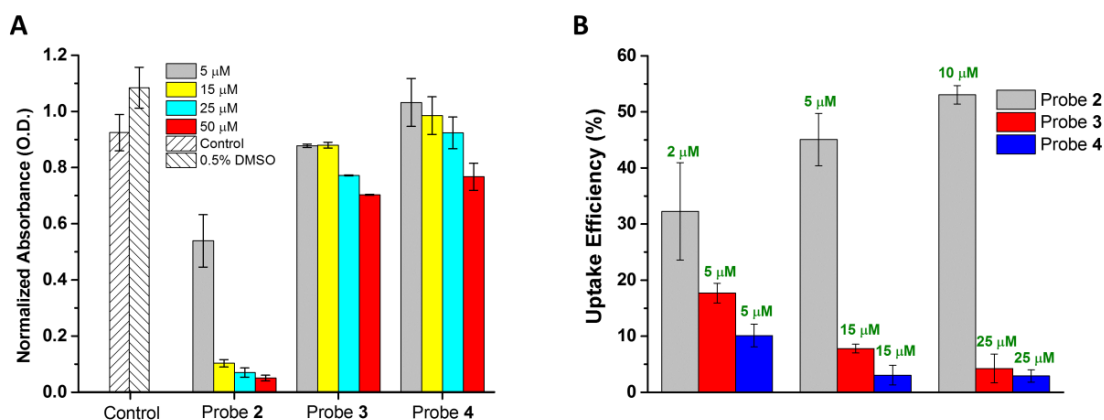 A
Normalized Absorbance (O.D.)
1.2
1.0
0.8
0.6
0.4
0.2
0.0
5 μM
15 μM
25 μM
50 μM
Control
0.5% DMSO
Control
Probe 2
Probe 3
Probe 4
B
Uptake Efficiency (%)
60
50
40
30
20
10
0
2 μM
5 μM
5 μM
5 μM
15 μM
15 μM
10 μM
25 μM
25 μM
Probe 2
Probe 3
Probe 4